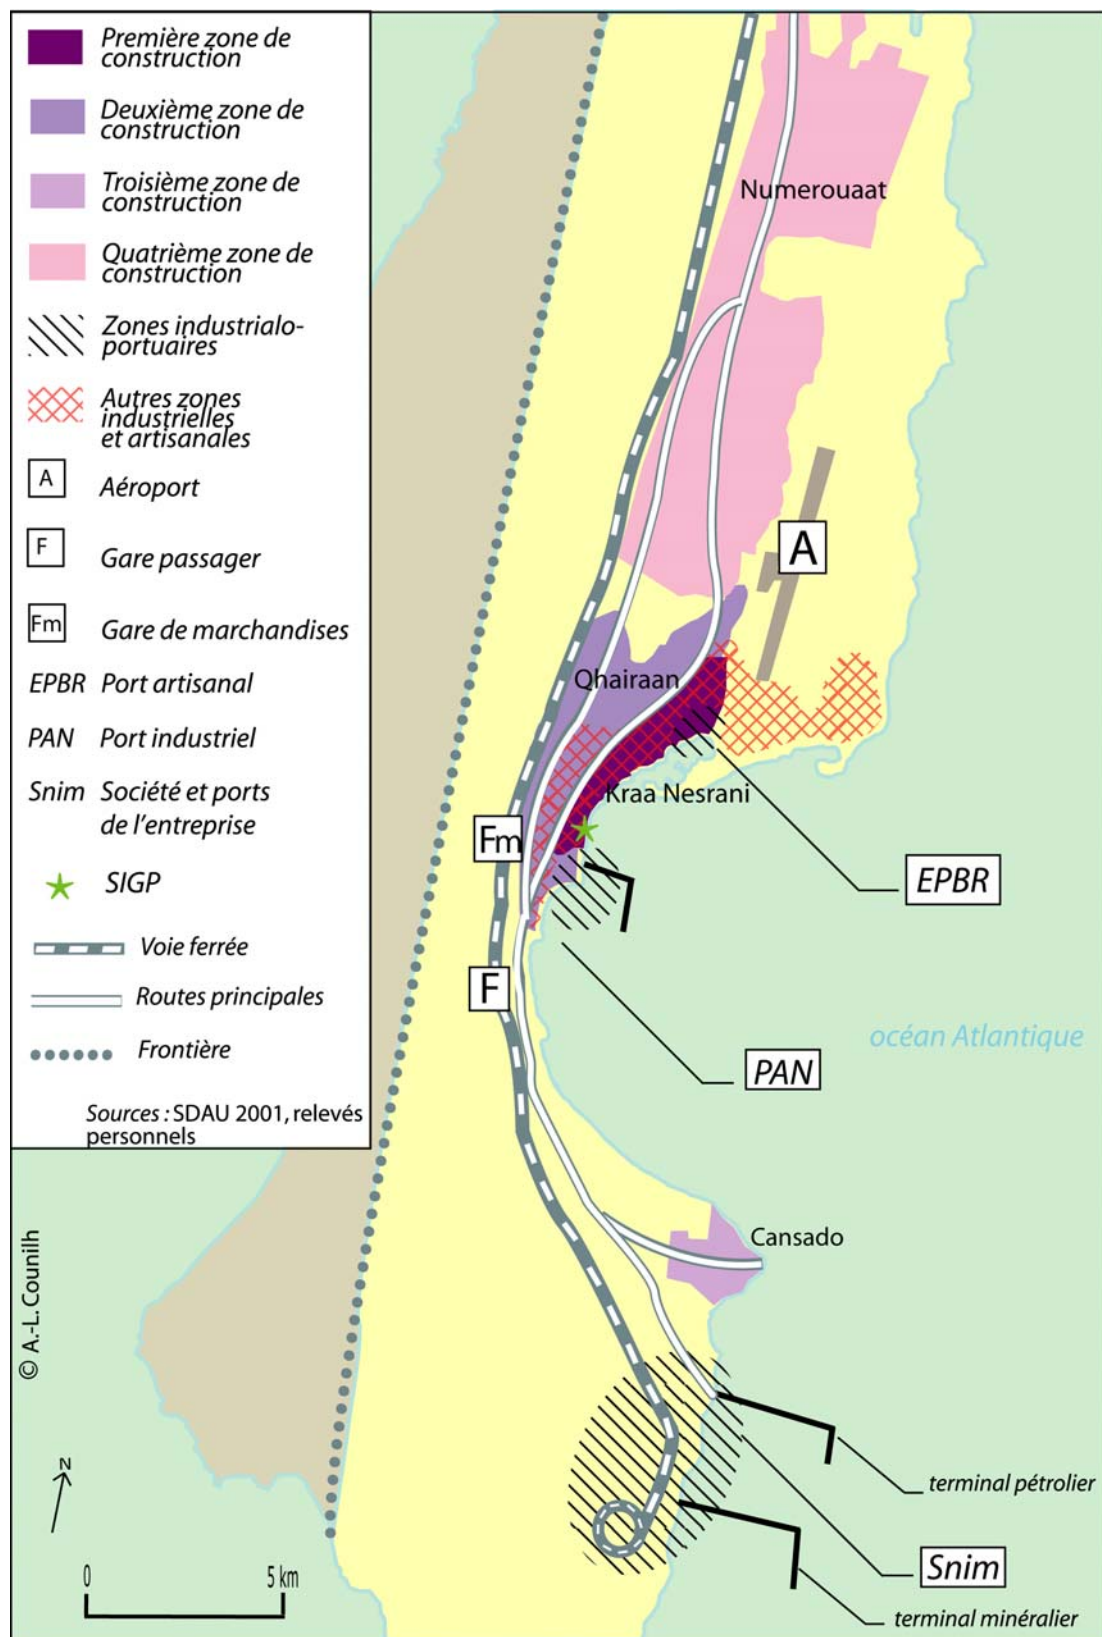 Première zone de
construction
Deuxième zone de
construction
Troisième zone de
construction
Quatrième zone de
construction
Zones industrialo-
portuaires
Autres zones
industrielles
et artisanales
A
Aéroport
F
Gare passager
Fm
Gare de marchandises
EPBR Port artisanal
PAN Port industriel
Snim Société et ports
de l'entreprise
SIGP
Voie ferrée
Routes principales
Frontière
Sources : SDAU 2001, relevés
personnels
© A.-L. Counilh
N
0 5 km
Numerouaat
A
Qhairaan
Kraa Nesrani
Fm
EPBR
F
océan Atlantique
PAN
Cansado
terminal pétrolier
Snim
terminal minéralier